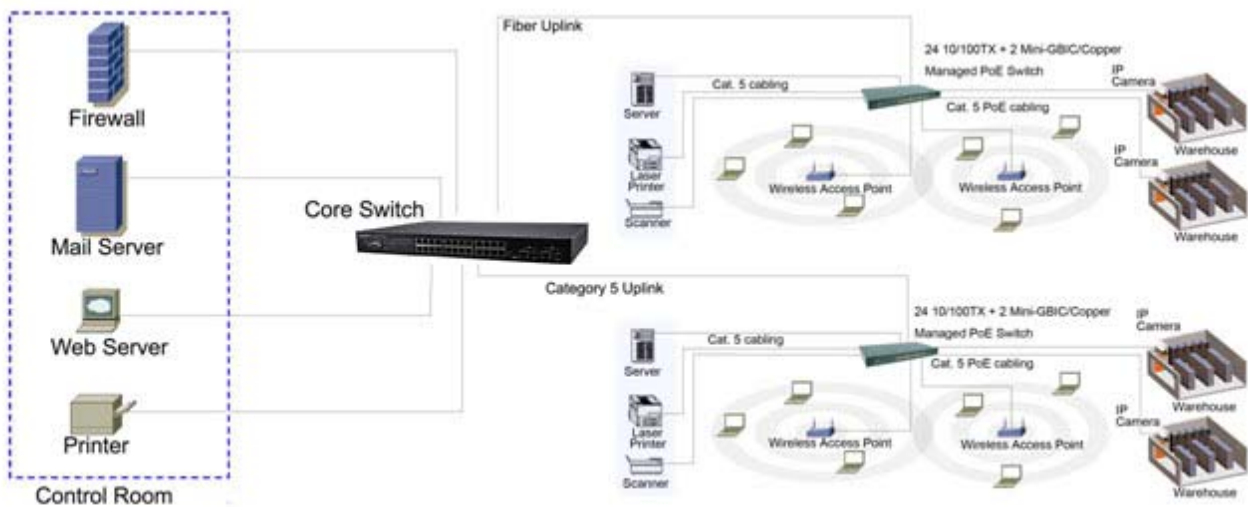 Firewall
Mail Server
Web Server
Printer
Control Room
Core Switch
Fiber Uplink
24 10/100TX + 2 Mini-GBIC/Copper
Managed PoE Switch
Cat. 5 cabling
Cat. 5 PoE cabling
Server
Laser
Printer
Scanner
Wireless Access Point
Wireless Access Point
IP
Camera
Warehouse
IP
Camera
Warehouse
Category 5 Uplink
24 10/100TX + 2 Mini-GBIC/Copper
Managed PoE Switch
Cat. 5 cabling
Cat. 5 PoE cabling
Server
Laser
Printer
Scanner
Wireless Access Point
Wireless Access Point
IP
Camera
Warehouse
IP
Camera
Warehouse